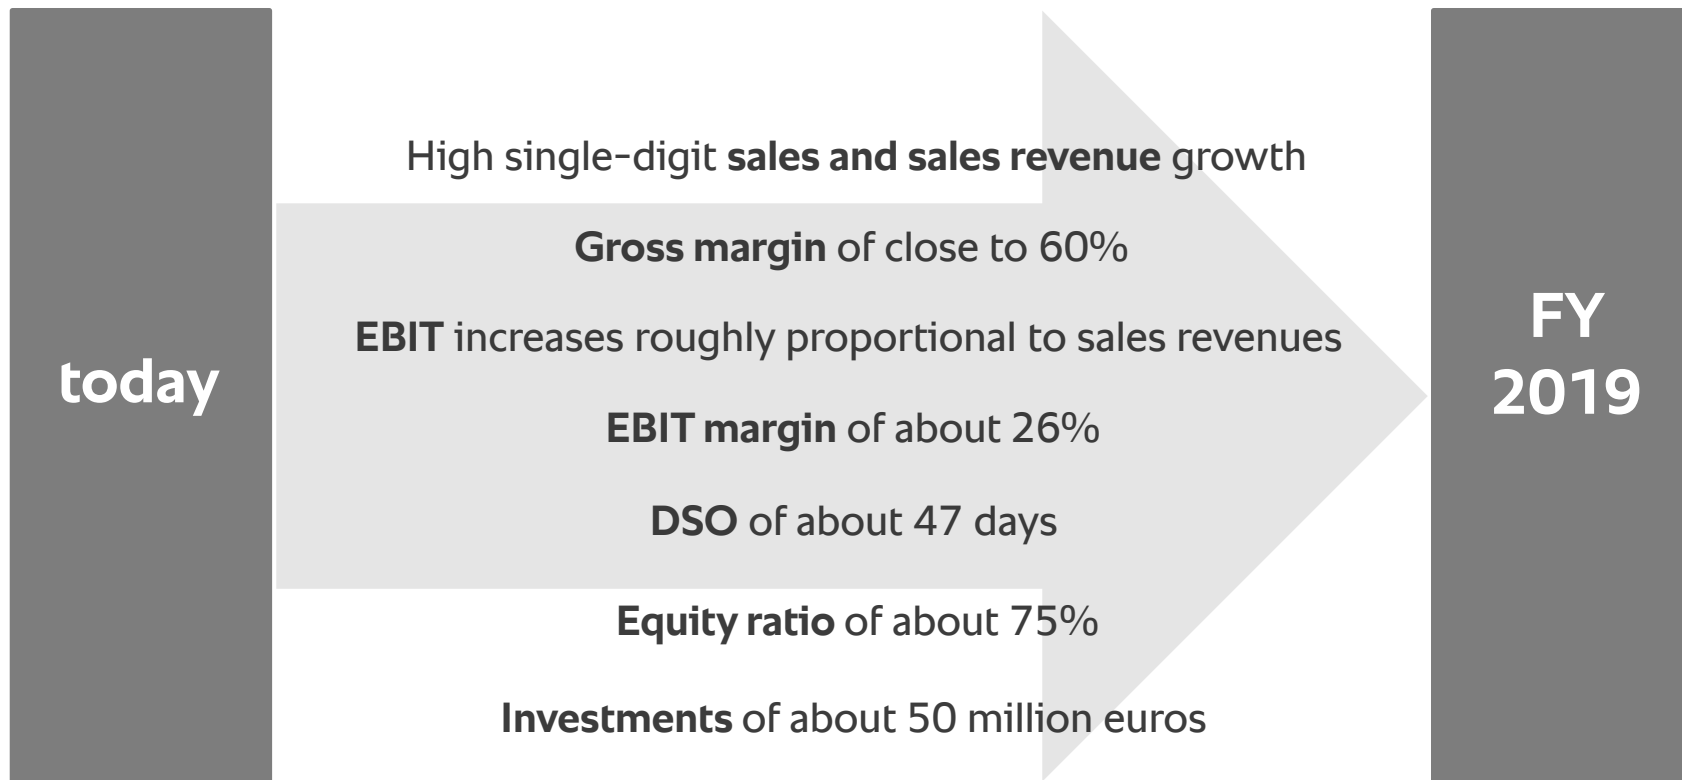 today
High single-digit sales and sales revenue growth
Gross margin of close to 60%
EBIT increases roughly proportional to sales revenues
EBIT margin of about 26%
DSO of about 47 days
Equity ratio of about 75%
Investments of about 50 million euros
FY
2019